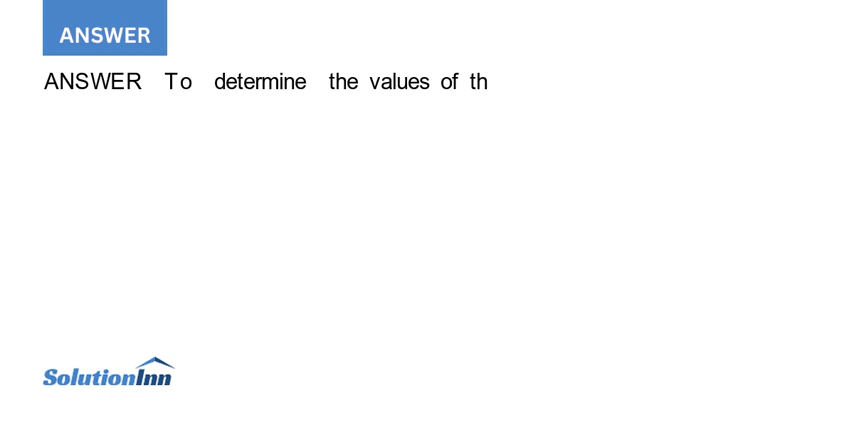 ANSWER
ANSWER To determine the values of th
SolutionInn